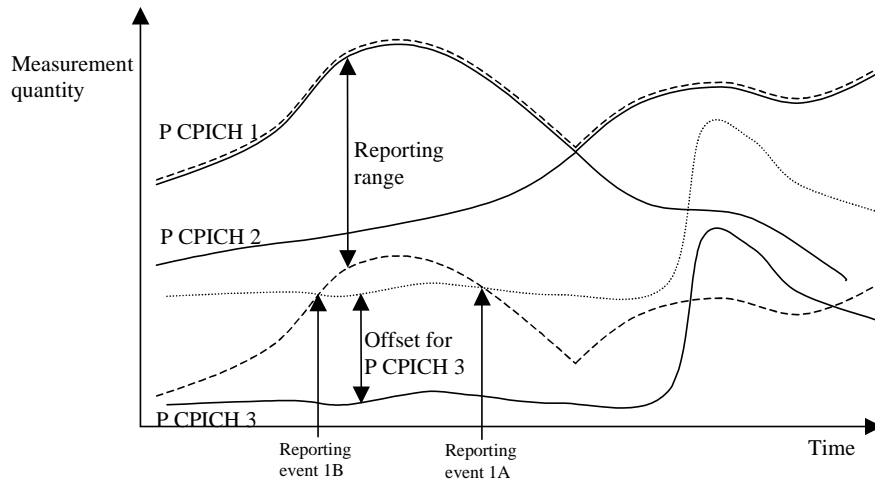 Measurement
quantity
P CPICH 1
Reporting
range
P CPICH 2
Offset for
P CPICH 3
P CPICH 3
Reporting
event 1B
Reporting
event 1A
Time